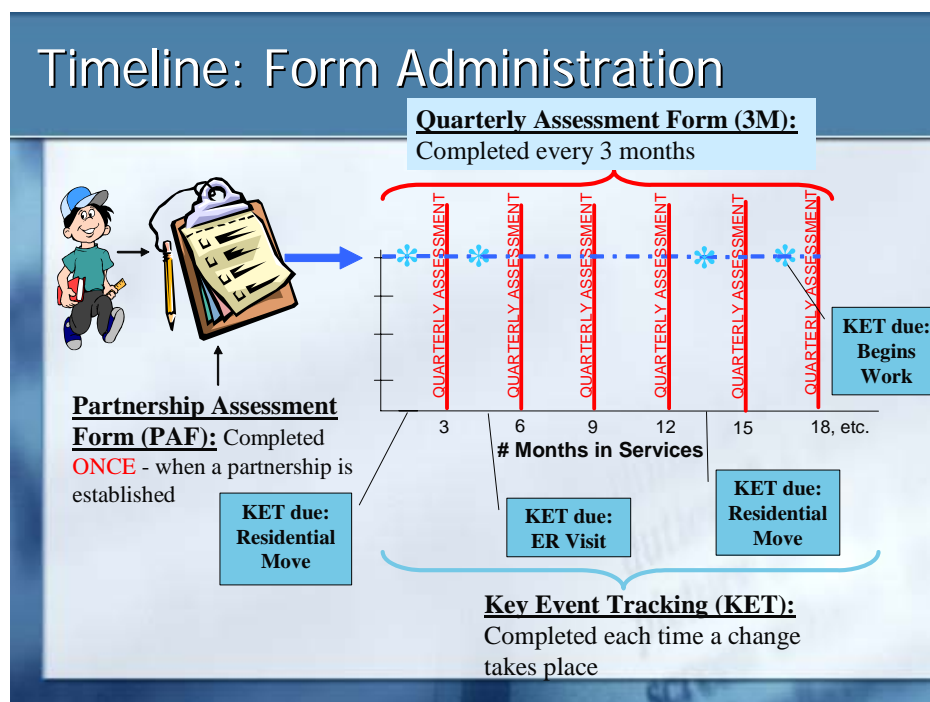 Timeline: Form Administration
Quarterly Assessment Form (3M):
Completed every 3 months
QUARTERLY ASSESSMENT
QUARTERLY ASSESSMENT
QUARTERLY ASSESSMENT
QUARTERLY ASSESSMENT
QUARTERLY ASSESSMENT
QUARTERLY ASSESSMENT
KET due:
Begins
Work
Partnership Assessment
Form (PAF): Completed
ONCE - when a partnership is
established
3 6 9 12 15 18, etc.
# Months in Services
KET due:
Residential
Move
KET due:
ER Visit
KET due:
Residential
Move
Key Event Tracking (KET):
Completed each time a change
takes place